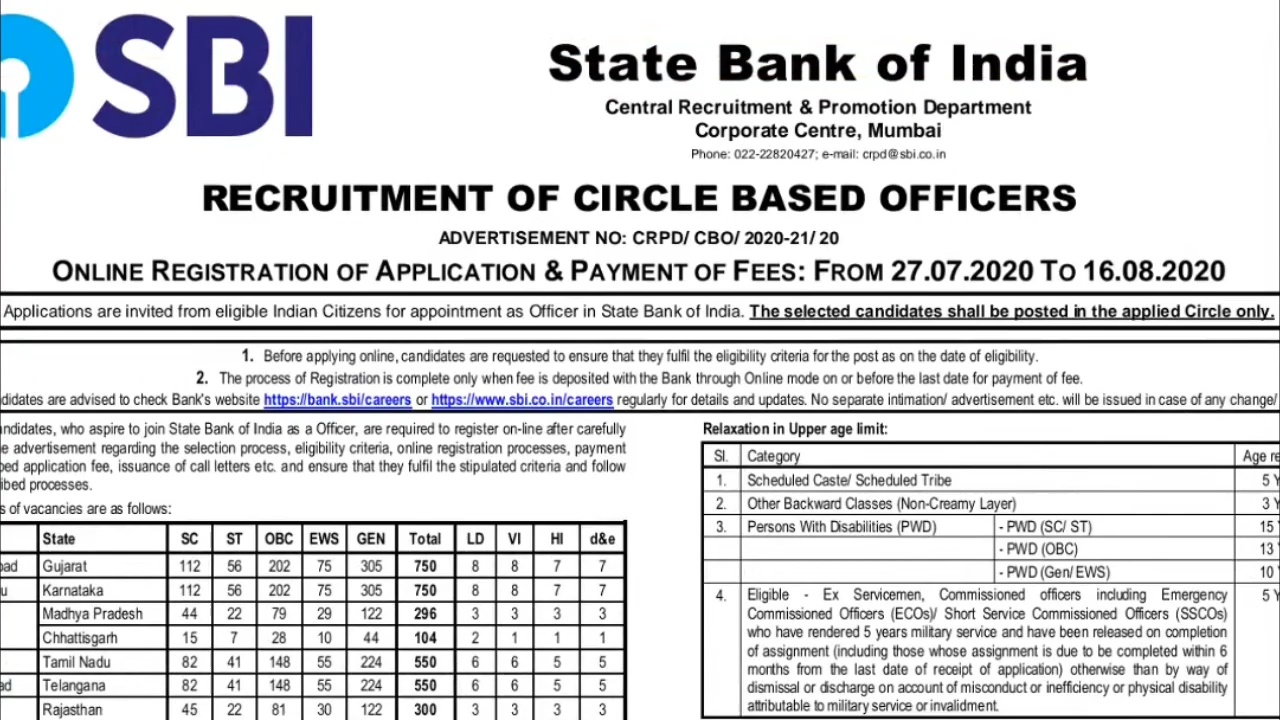 SBI
State Bank of India
Central Recruitment & Promotion Department
Corporate Centre, Mumbai
Phone: 022-22820427; e-mail: crpd@sbi.co.in
RECRUITMENT OF CIRCLE BASED OFFICERS
ADVERTISEMENT NO: CRPD/ CBO/ 2020-21/ 20
ONLINE REGISTRATION OF APPLICATION & PAYMENT OF FEES: FROM 27.07.2020 TO 16.08.2020
Applications are invited from eligible Indian Citizens for appointment as Officer in State Bank of India. The selected candidates shall be posted in the applied Circle only.
1. Before applying online, candidates are requested to ensure that they fulfil the eligibility criteria for the post as on the date of eligibility.
2. The process of Registration is complete only when fee is deposited with the Bank through Online mode on or before the last date for payment of fee.
didates are advised to check Bank's website https://bank.sbi/careers or https://www.sbi.co.in/careers regularly for details and updates. No separate intimation/ advertisement etc. will be issued in case of any change/
ndidates, who aspire to join State Bank of India as a Officer, are required to register on-line after carefully
e advertisement regarding the selection process, eligibility criteria, online registration processes, payment
bed application fee, issuance of call letters etc. and ensure that they fulfil the stipulated criteria and follow
ibed processes.
s of vacancies are as follows:
State SC ST OBC EWS GEN Total LD VI HI d&e
bad Gujarat 112 56 202 75 305 750 8 8 7 7
u Karnataka 112 56 202 75 305 750 8 8 7 7
Madhya Pradesh 44 22 79 29 122 296 3 3 3 3
Chhattisgarh 15 7 28 10 44 104 2 1 1 1
Tamil Nadu 82 41 148 55 224 550 6 6 5 5
ad Telangana 82 41 148 55 224 550 6 6 5 5
Rajasthan 45 22 81 30 122 300 3 3 3 3
Relaxation in Upper age limit:
Sl. Category Age re
1. Scheduled Caste/ Scheduled Tribe 5 Y
2. Other Backward Classes (Non-Creamy Layer) 3 Y
3. Persons With Disabilities (PWD) - PWD (SC/ ST) 15
- PWD (OBC) 13
- PWD (Gen/ EWS) 10
4. Eligible - Ex Servicemen, Commissioned officers including Emergency 5 Y
Commissioned Officers (ECOs)/ Short Service Commissioned Officers (SSCOs)
who have rendered 5 years military service and have been released on completion
of assignment (including those whose assignment is due to be completed within 6
months from the last date of receipt of application) otherwise than by way of
dismissal or discharge on account of misconduct or inefficiency or physical disability
attributable to military service or invalidment.